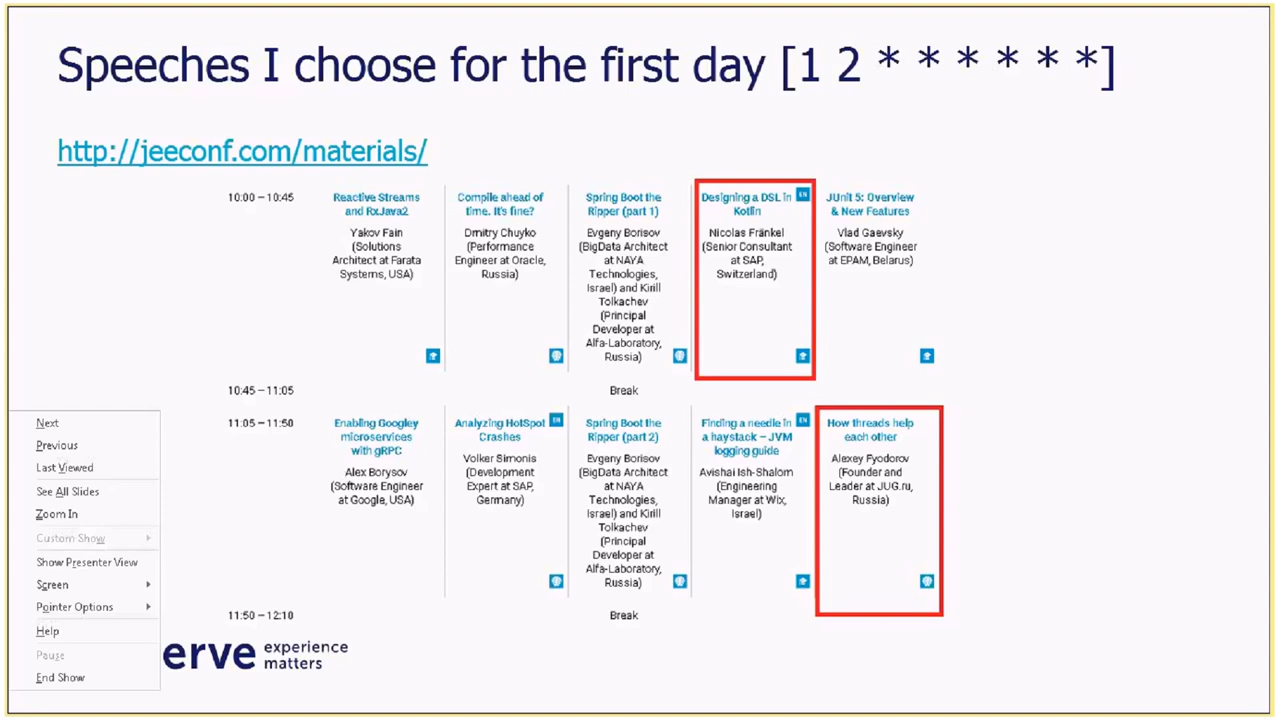 Speeches I choose for the first day [1 2 * * * * * *]
http://jeeconf.com/materials/
10:00 – 10:45
Reactive Streams
and RxJava2
Yakov Fain
(Solutions
Architect at Farata
Systems, USA)
Compile ahead of
time. It's fine?
Dmitry Chuyko
(Performance
Engineer at Oracle,
Russia)
Spring Boot the
Ripper (part 1)
Evgeny Borisov
(BigData Architect
at NAYA
Technologies,
Israel) and Kirill
Tolkachev
(Principal
Developer at
Alfa-Laboratory,
Russia)
Designing a DSL in
Kotlin
EN
Nicolas Fränkel
(Senior Consultant
at SAP,
Switzerland)
JUnit 5: Overview
& New Features
Vlad Gaevsky
(Software Engineer
at EPAM, Belarus)
10:45 – 11:05
Break
11:05 – 11:50
Enabling Googley
microservices
with gRPC
Alex Borysov
(Software Engineer
at Google, USA)
Analyzing HotSpot
Crashes
EN
Volker Simonis
(Development
Expert at SAP,
Germany)
Spring Boot the
Ripper (part 2)
Evgeny Borisov
(BigData Architect
at NAYA
Technologies,
Israel) and Kirill
Tolkachev
(Principal
Developer at
Alfa-Laboratory,
Russia)
Finding a needle in
a haystack – JVM
logging guide
EN
Avishai Ish-Shalom
(Engineering
Manager at Wix,
Israel)
How threads help
each other
Alexey Fyodorov
(Founder and
Leader at JUG.ru,
Russia)
11:50 – 12:10
Break
Next
Previous
Last Viewed
See All Slides
Zoom In
Custom Show
Show Presenter View
Screen
Pointer Options
Help
Pause
End Show
erve experience
matters